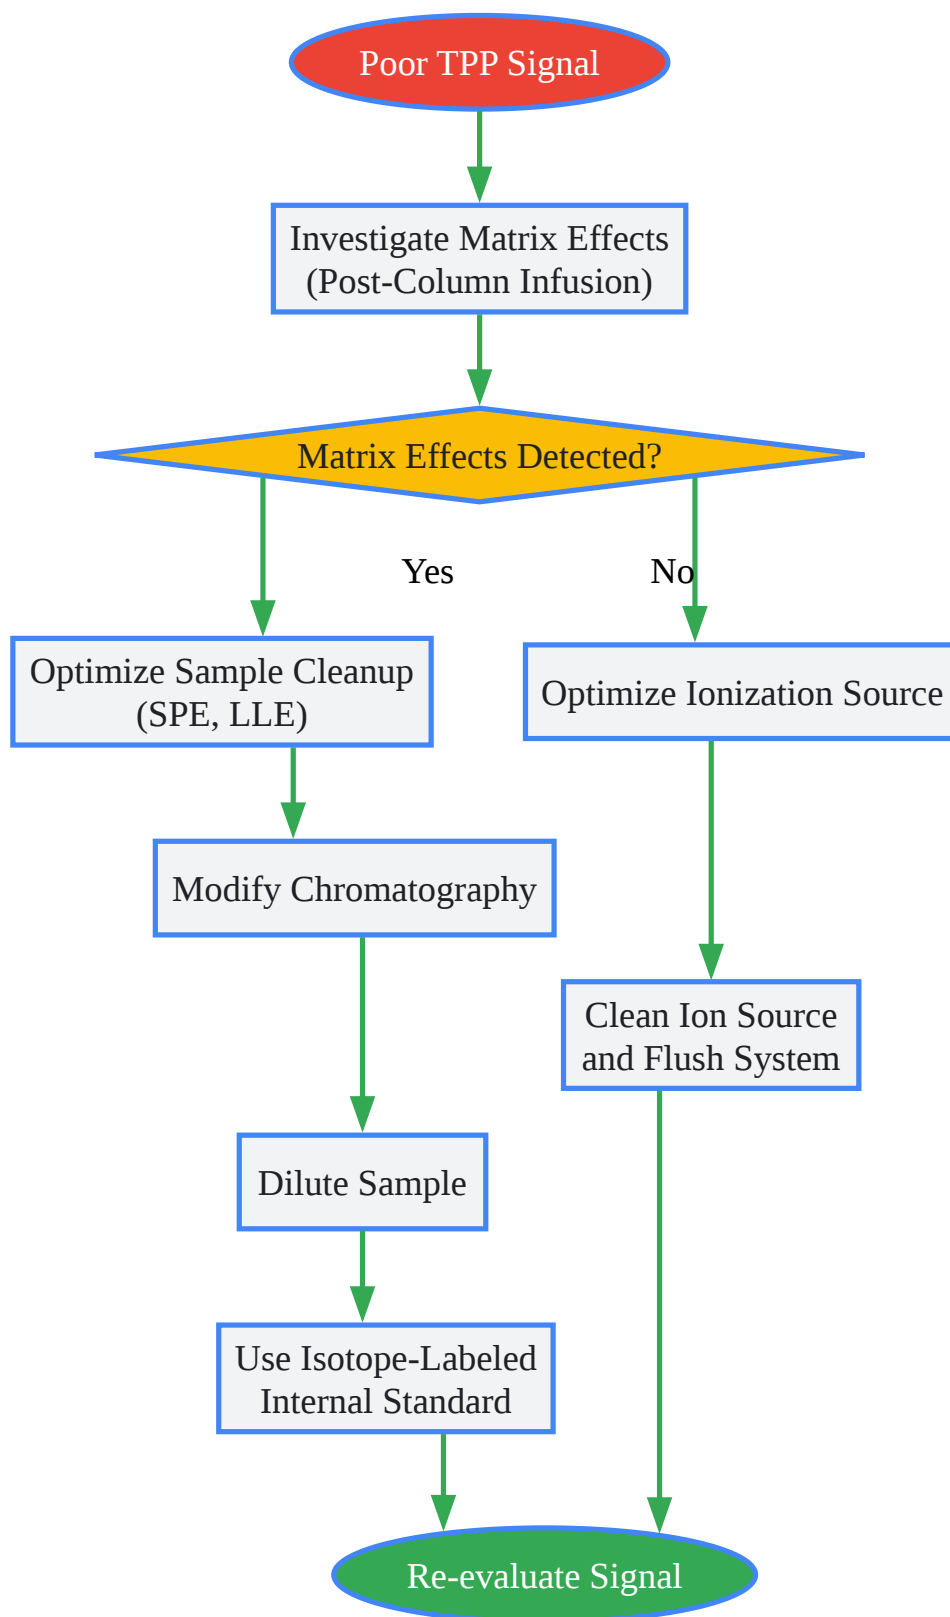 Poor TPP Signal
Investigate Matrix Effects
(Post-Column Infusion)
Matrix Effects Detected?
Yes
No
Optimize Sample Cleanup
(SPE, LLE)
Optimize Ionization Source
Modify Chromatography
Clean Ion Source
and Flush System
Dilute Sample
Use Isotope-Labeled
Internal Standard
Re-evaluate Signal